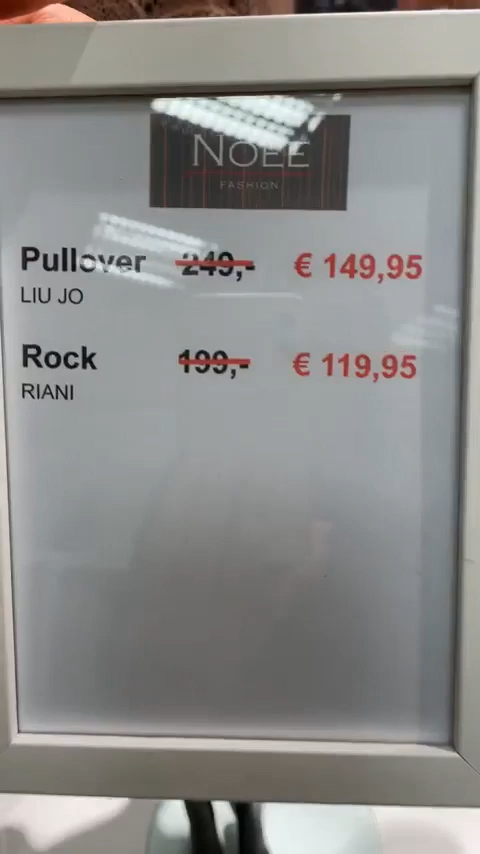 NOEE
FASHION
Pullover 249,- € 149,95
LIU JO
Rock 199,- € 119,95
RIANI